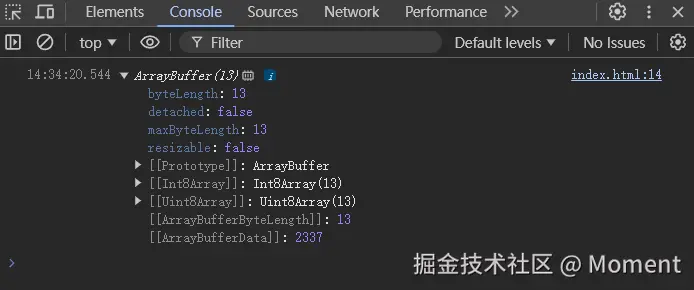 Elements Console Sources Network Performance
top Filter Default levels No Issues
14:34:20.544 ArrayBuffer(13) i index.html:14
byteLength: 13
detached: false
maxByteLength: 13
resizable: false
[[Prototype]]: ArrayBuffer
[[Int8Array]]: Int8Array(13)
[[Uint8Array]]: Uint8Array(13)
[[ArrayBufferByteLength]]: 13
[[ArrayBufferData]]: 2337
掘金技术社区 @ Moment